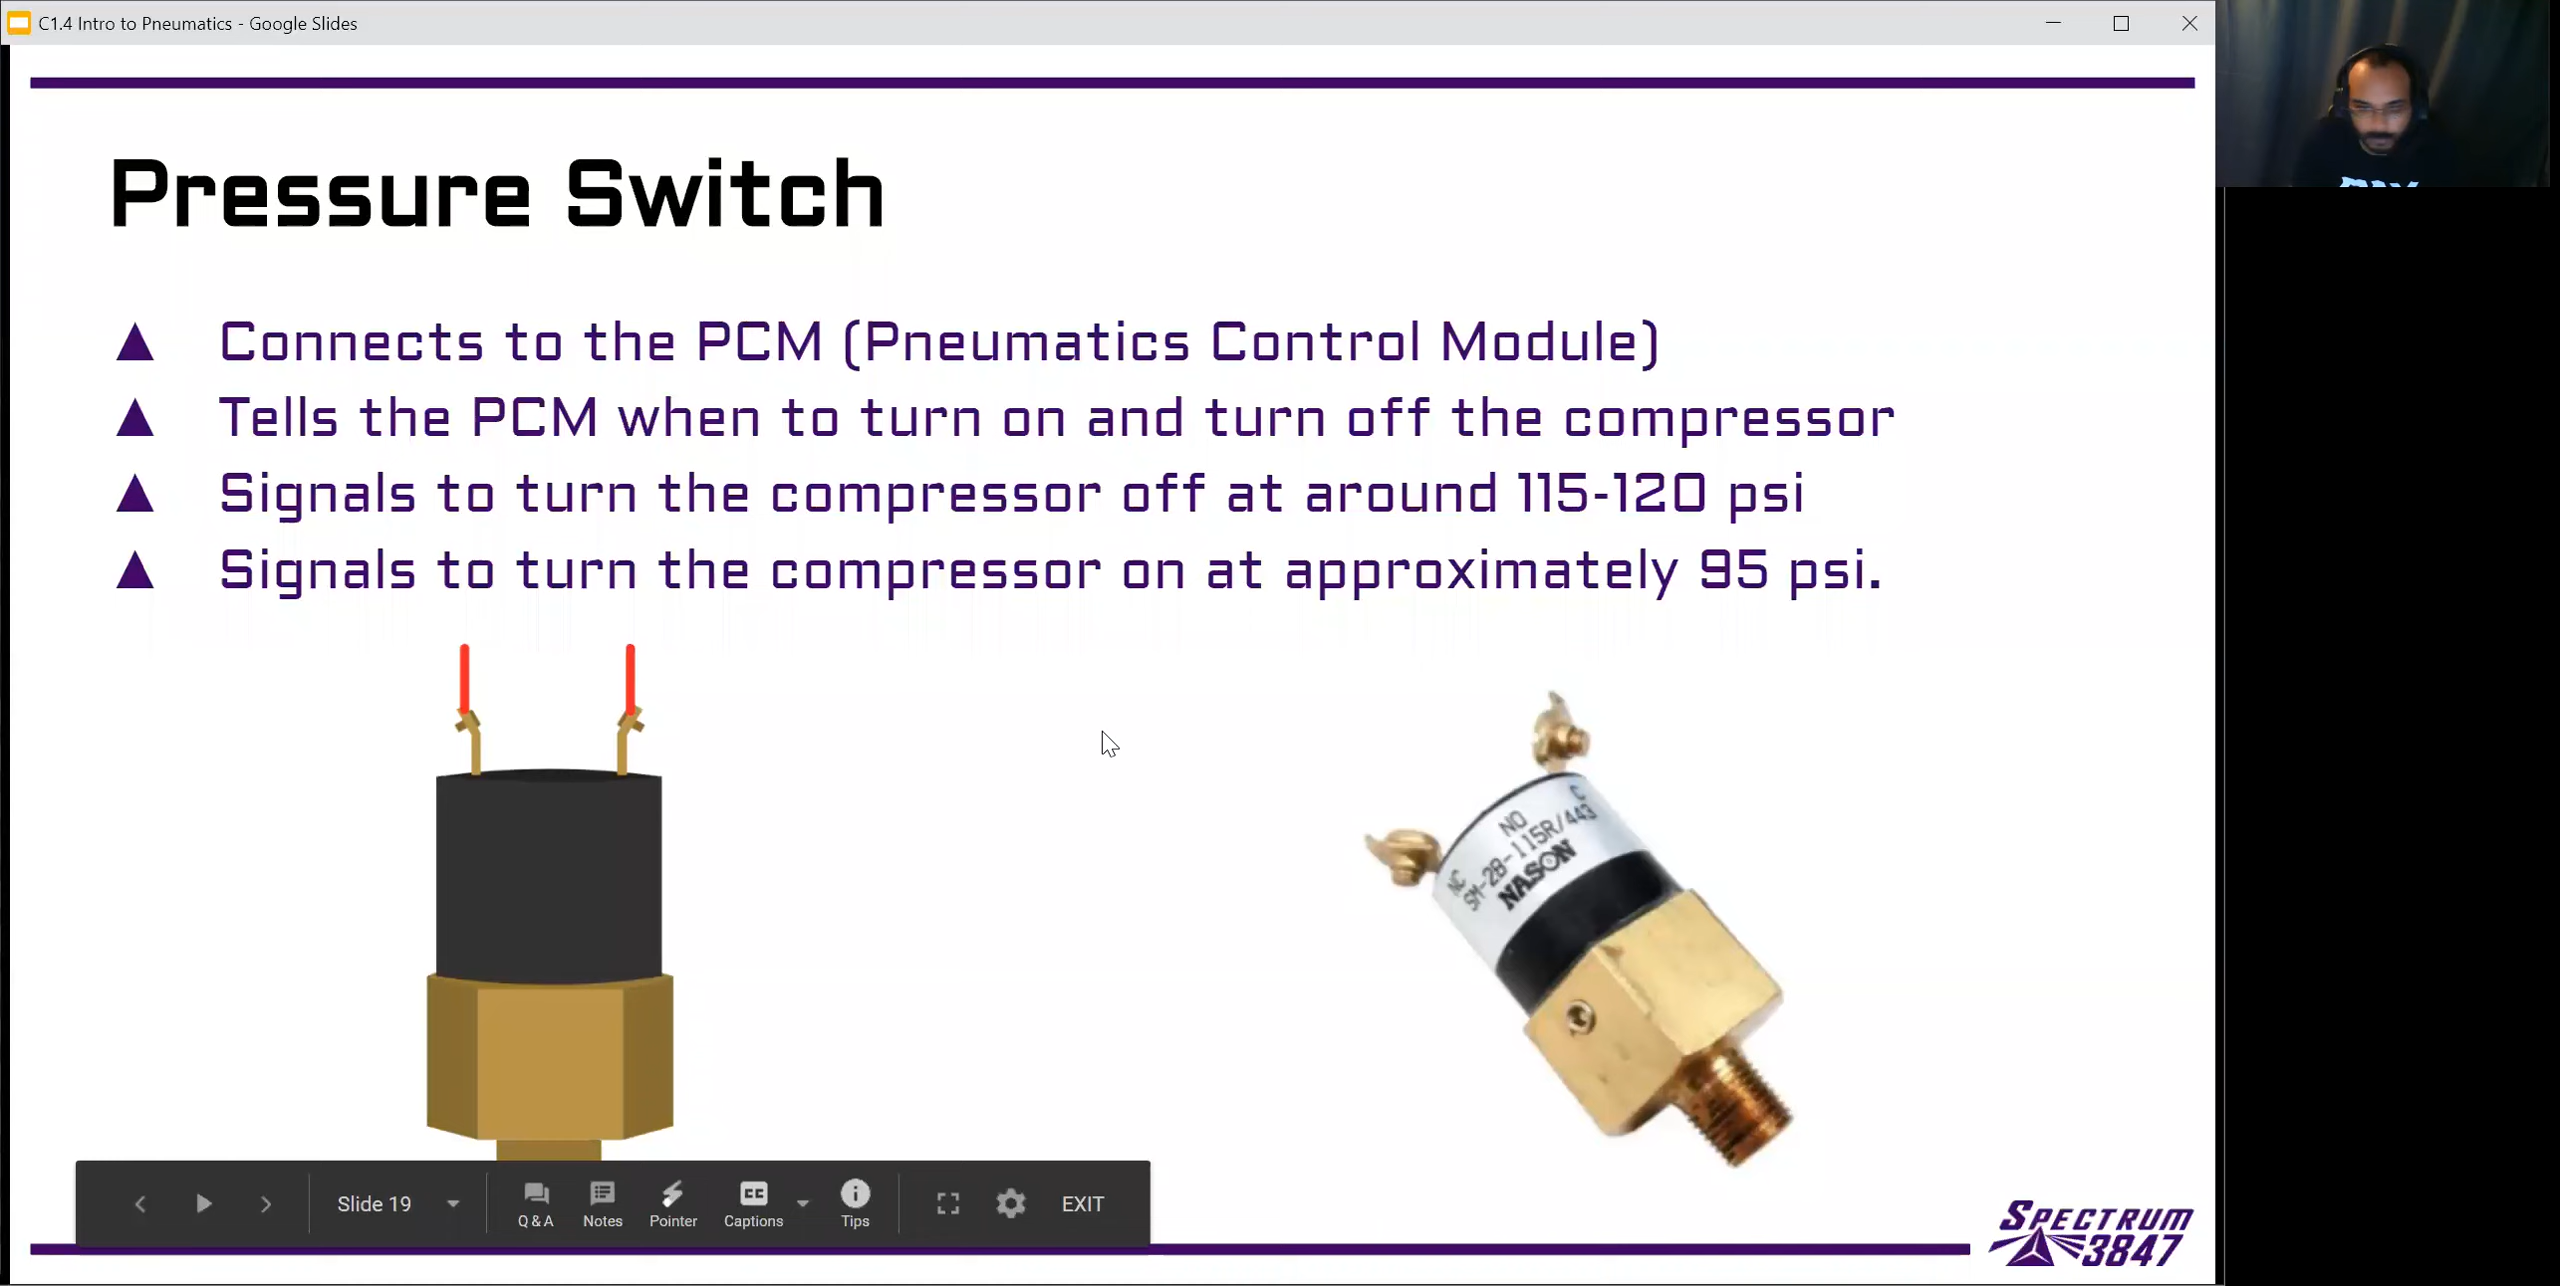 C1.4 Intro to Pneumatics - Google Slides
Pressure Switch
▲ Connects to the PCM (Pneumatics Control Module)
▲ Tells the PCM when to turn on and turn off the compressor
▲ Signals to turn the compressor off at around 115-120 psi
▲ Signals to turn the compressor on at approximately 95 psi.
C
NO
NC
SM-2B-115R/443
NASON
Slide 19
Q & A
Notes
Pointer
CC
Captions
Tips
EXIT
SPECTRUM
3847